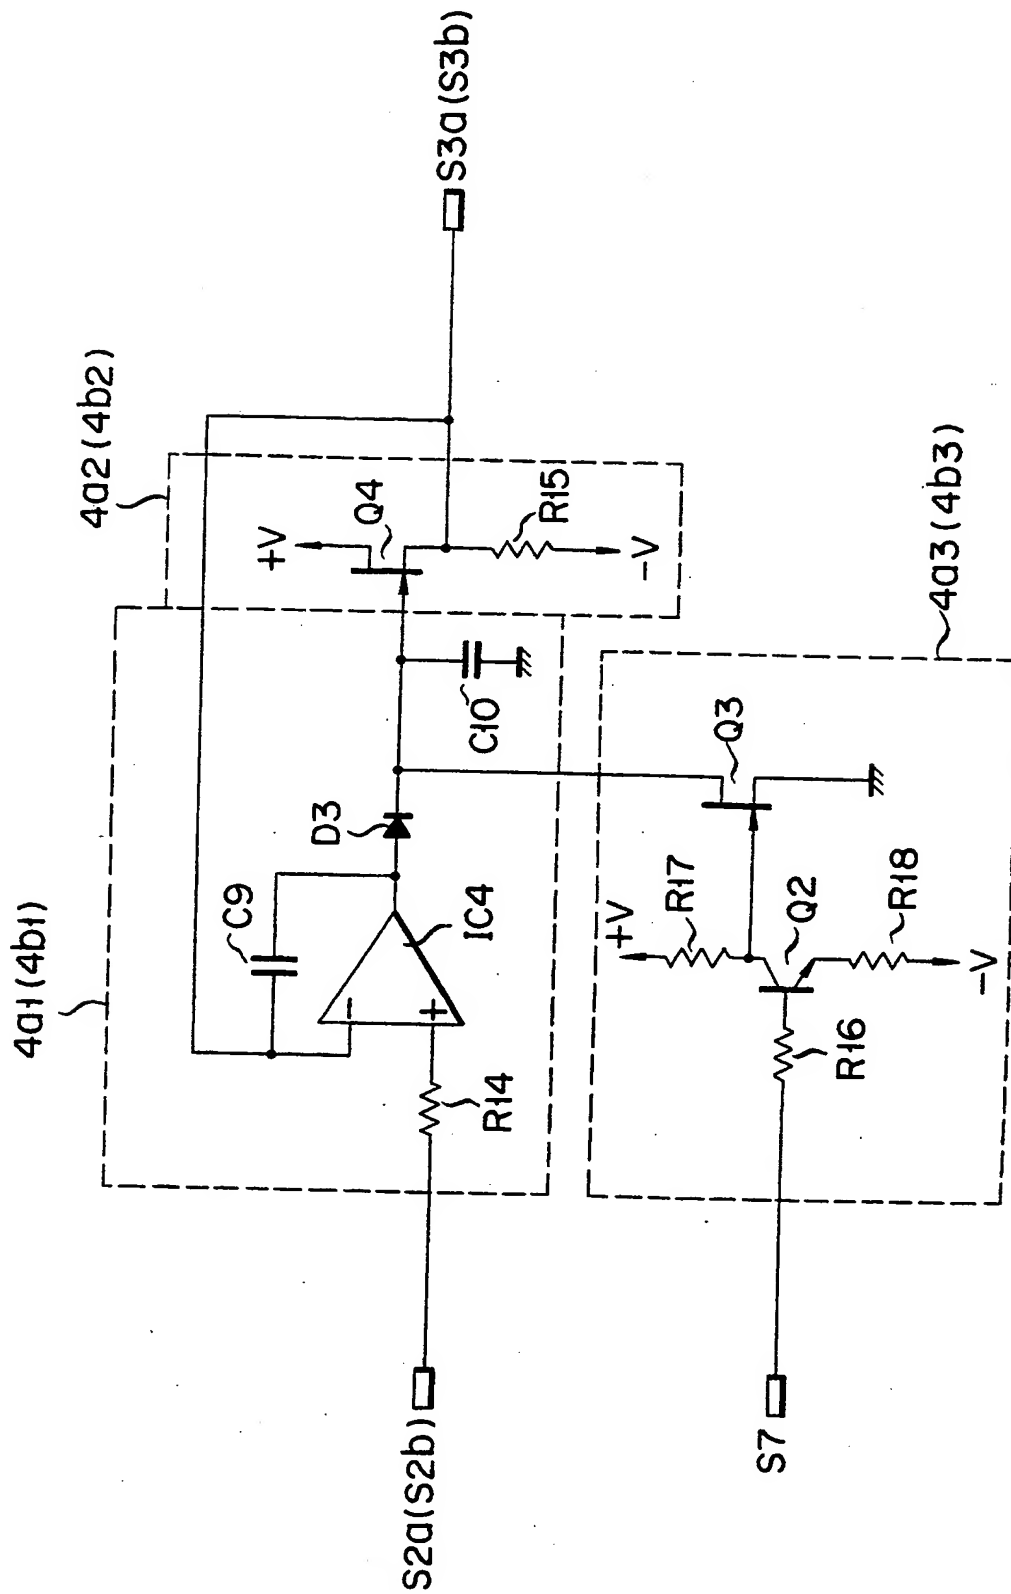 4a1(4b1)
4a2(4b2)
C9
D3
+V
Q4
S3a(S3b)
IC4
R14
C10
R15
-V
S2a(S2b)
4a3(4b3)
+V
R17
Q3
Q2
R16
R18
-V
S7